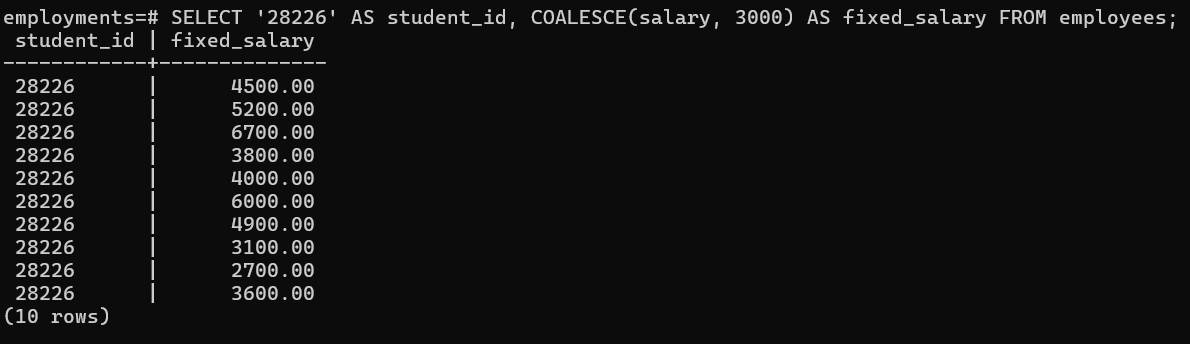 employments=# SELECT '28226' AS student_id, COALESCE(salary, 3000) AS fixed_salary FROM employees;
 student_id | fixed_salary
------------+--------------
 28226      |      4500.00
 28226      |      5200.00
 28226      |      6700.00
 28226      |      3800.00
 28226      |      4000.00
 28226      |      6000.00
 28226      |      4900.00
 28226      |      3100.00
 28226      |      2700.00
 28226      |      3600.00
(10 rows)